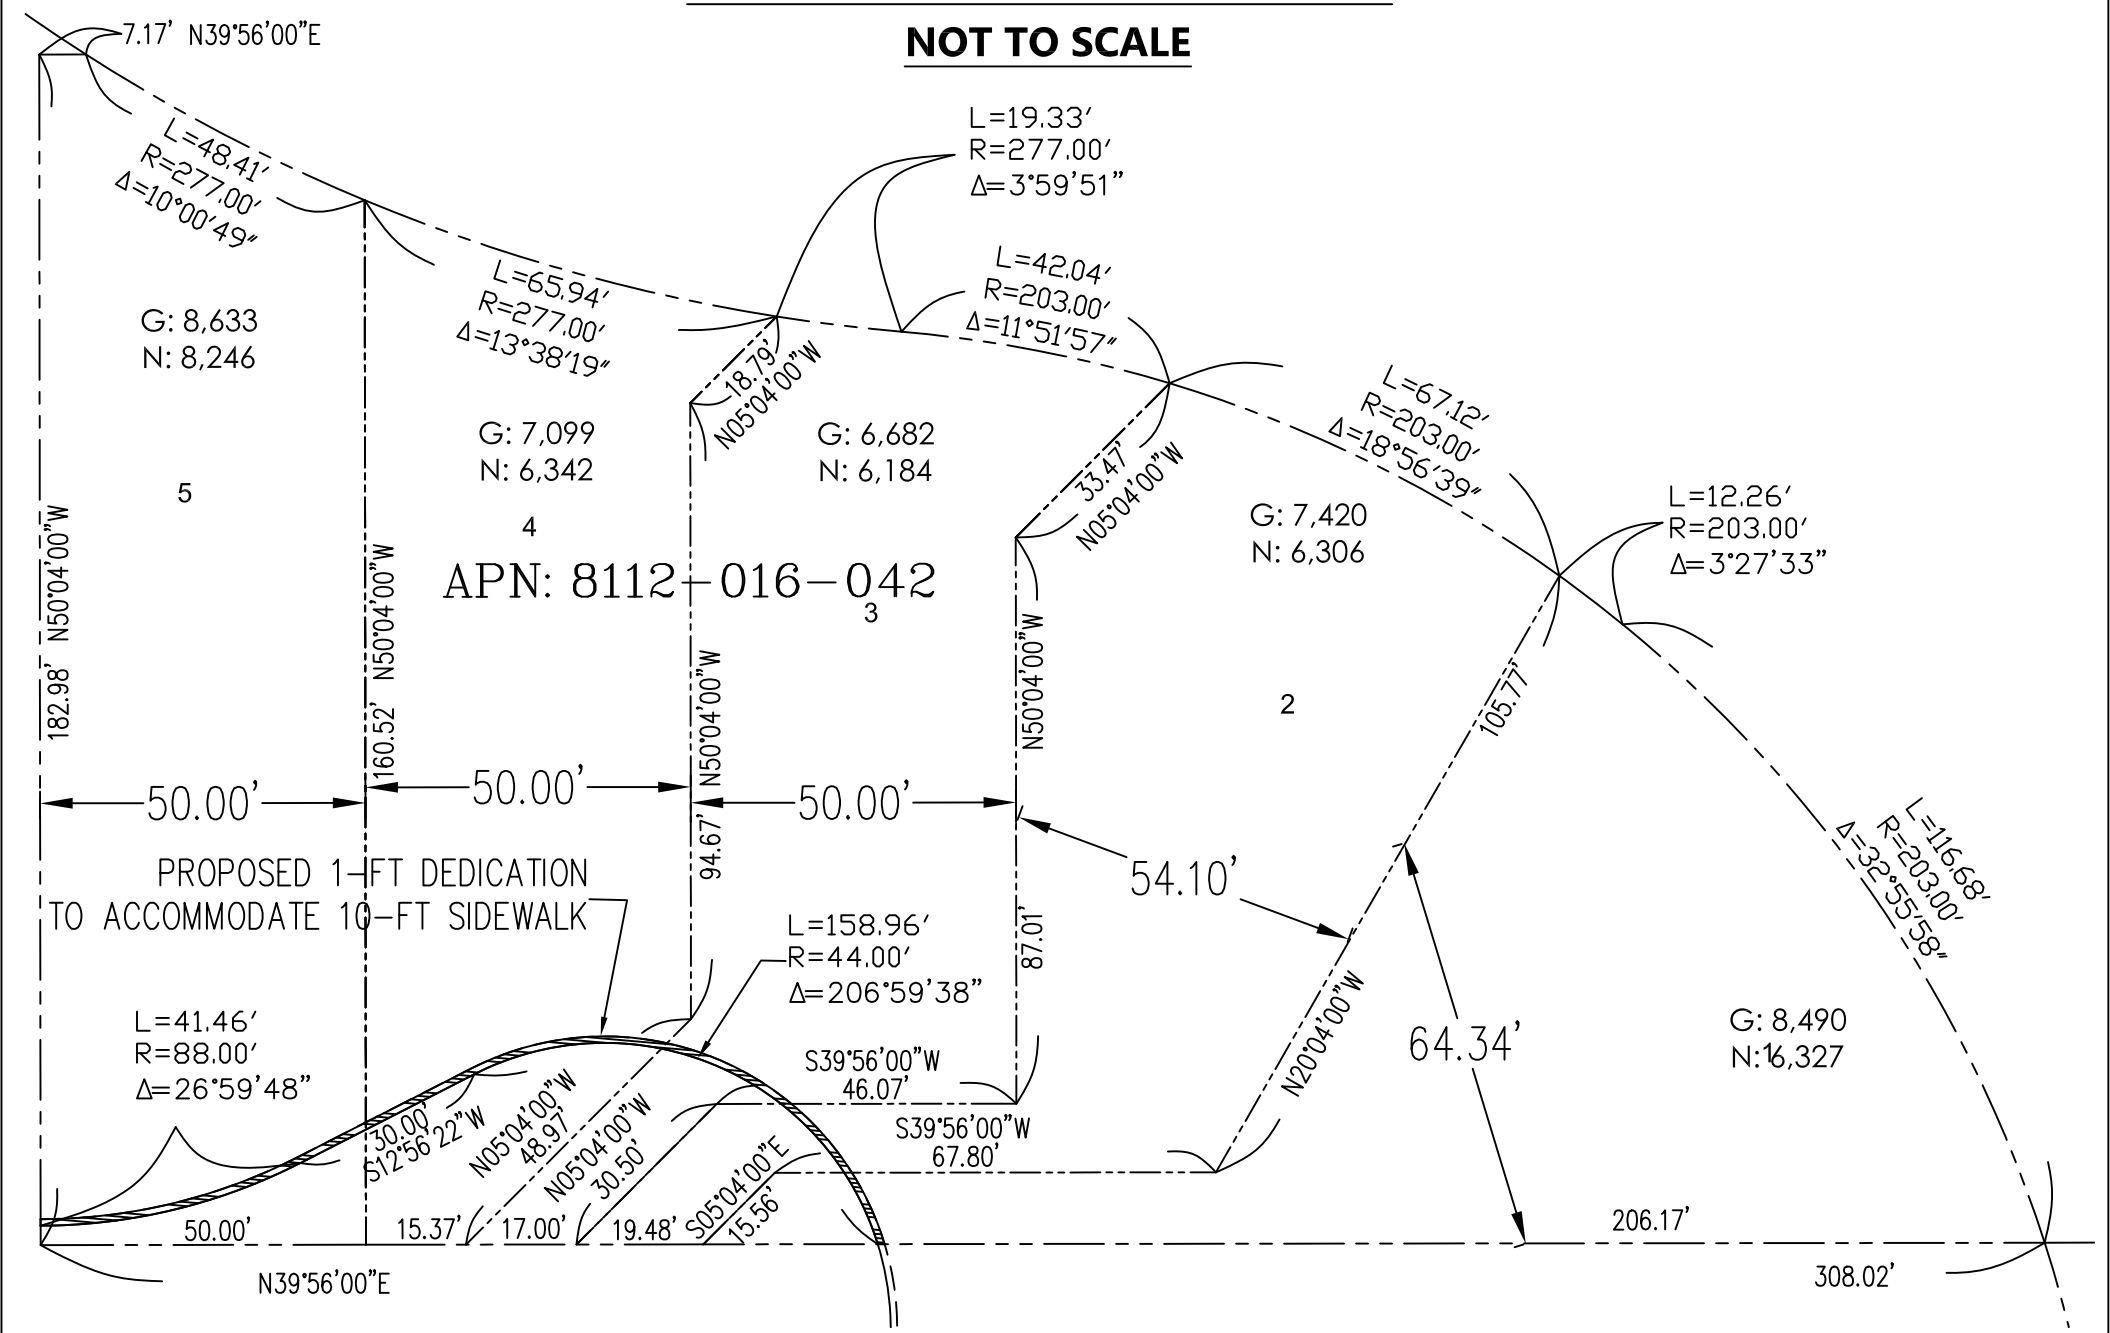 NOT TO SCALE
7.17' N39°56'00"E
L=48.41'
R=277.00'
Δ=10°00'49"
L=19.33'
R=277.00'
Δ=3°59'51"
L=65.94'
R=277.00'
Δ=13°38'19"
L=42.04'
R=203.00'
Δ=11°51'57"
G: 8,633
N: 8,246
5
18.79'
N05°04'00"W
G: 7,099
N: 6,342
4
G: 6,682
N: 6,184
33.47'
N05°04'00"W
L=67.12'
R=203.00'
Δ=18°56'39"
G: 7,420
N: 6,306
L=12.26'
R=203.00'
Δ=3°27'33"
APN: 8112-016-042
3
2
182.98' N50°04'00"W
160.52' N50°04'00"W
94.67' N50°04'00"W
87.01' N50°04'00"W
105.77'
N20°04'00"W
50.00'
50.00'
50.00'
54.10'
64.34'
L=116.68'
R=203.00'
Δ=32°55'58"
PROPOSED 1-FT DEDICATION
TO ACCOMMODATE 10-FT SIDEWALK
L=158.96'
R=44.00'
Δ=206°59'38"
L=41.46'
R=88.00'
Δ=26°59'48"
G: 8,490
N: 6,327
1
30.00'
S12°56'22"W
N05°04'00"W
48.97'
N05°04'00"W
30.50'
S05°04'00"E
15.56'
S39°56'00"W
46.07'
S39°56'00"W
67.80'
50.00'
15.37'
17.00'
19.48'
206.17'
N39°56'00"E
308.02'